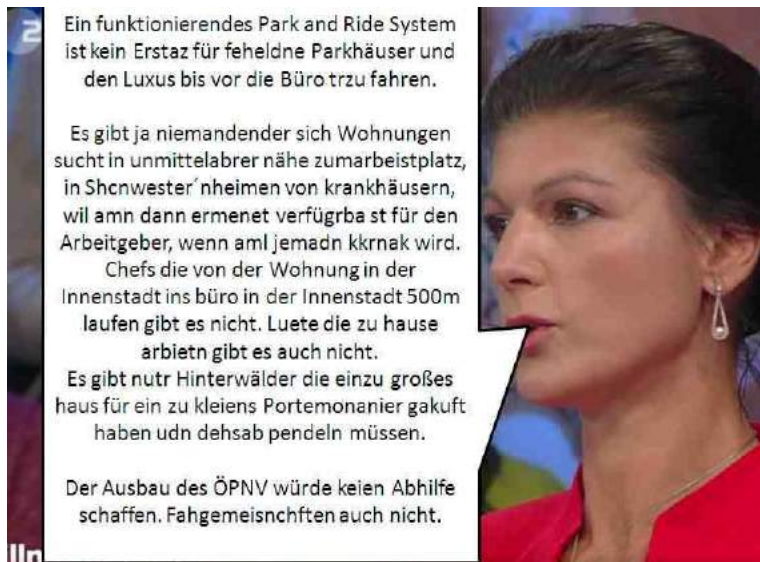 Ein funktionierendes Park and Ride System
ist kein Erstaz für feheldne Parkhäuser und
den Luxus bis vor die Büro trzu fahren.
Es gibt ja niemandender sich Wohnungen
sucht in unmittelabrer nähe zumarbeistplatz,
in Shcnwester´nheimen von krankhäusern,
wil amn dann ermenet verfügrba st für den
Arbeitgeber, wenn aml jemadn kkrnak wird.
Chefs die von der Wohnung in der
Innenstadt ins büro in der Innenstadt 500m
laufen gibt es nicht. Luete die zu hause
arbietn gibt es auch nicht.
Es gibt nutr Hinterwälder die einzu großes
haus für ein zu kleiens Portemonanier gakuft
haben udn dehsab pendeln müssen.
Der Ausbau des ÖPNV würde keien Abhilfe
schaffen. Fahgemeisnchften auch nicht.